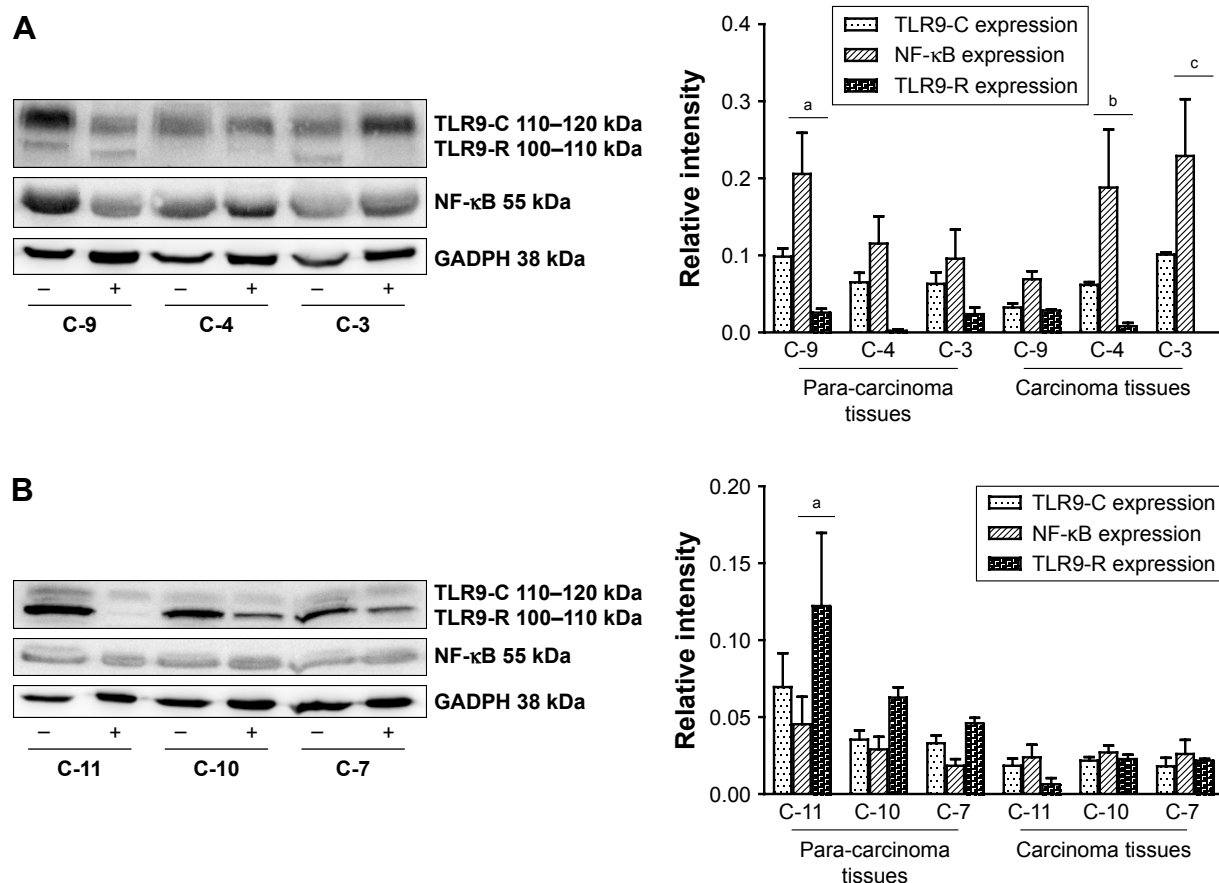 A
TLR9-C 110–120 kDa
TLR9-R 100–110 kDa
NF-κB 55 kDa
GADPH 38 kDa
– + – + – +
C-9 C-4 C-3
Relative intensity
0.4
0.3
0.2
0.1
0.0
TLR9-C expression
NF-κB expression
TLR9-R expression
a b c
C-9 C-4 C-3 C-9 C-4 C-3
Para-carcinoma
tissues
Carcinoma tissues
B
TLR9-C 110–120 kDa
TLR9-R 100–110 kDa
NF-κB 55 kDa
GADPH 38 kDa
– + – + – +
C-11 C-10 C-7
Relative intensity
0.20
0.15
0.10
0.05
0.00
TLR9-C expression
NF-κB expression
TLR9-R expression
a
C-11 C-10 C-7 C-11 C-10 C-7
Para-carcinoma
tissues
Carcinoma tissues